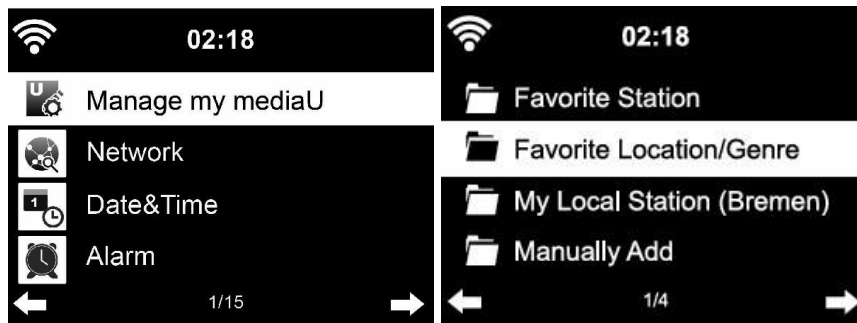 02:18
U
Manage my mediaU
Network
1
Date&Time
Alarm
1/15
02:18
Favorite Station
Favorite Location/Genre
My Local Station (Bremen)
Manually Add
1/4